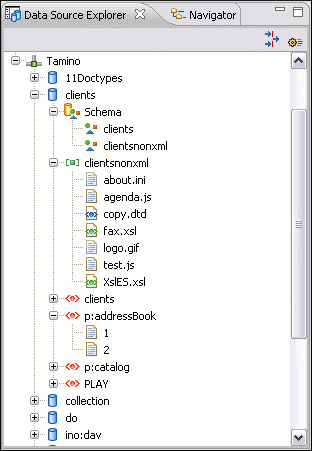 Data Source Explorer Navigator
Tamino
11Doctypes
clients
Schema
clients
clientsnonxml
clientsnonxml
about.ini
agenda.js
copy.dtd
fax.xsl
logo.gif
test.js
XslES.xsl
clients
p:addressBook
1
2
p:catalog
PLAY
collection
do
ino:dav